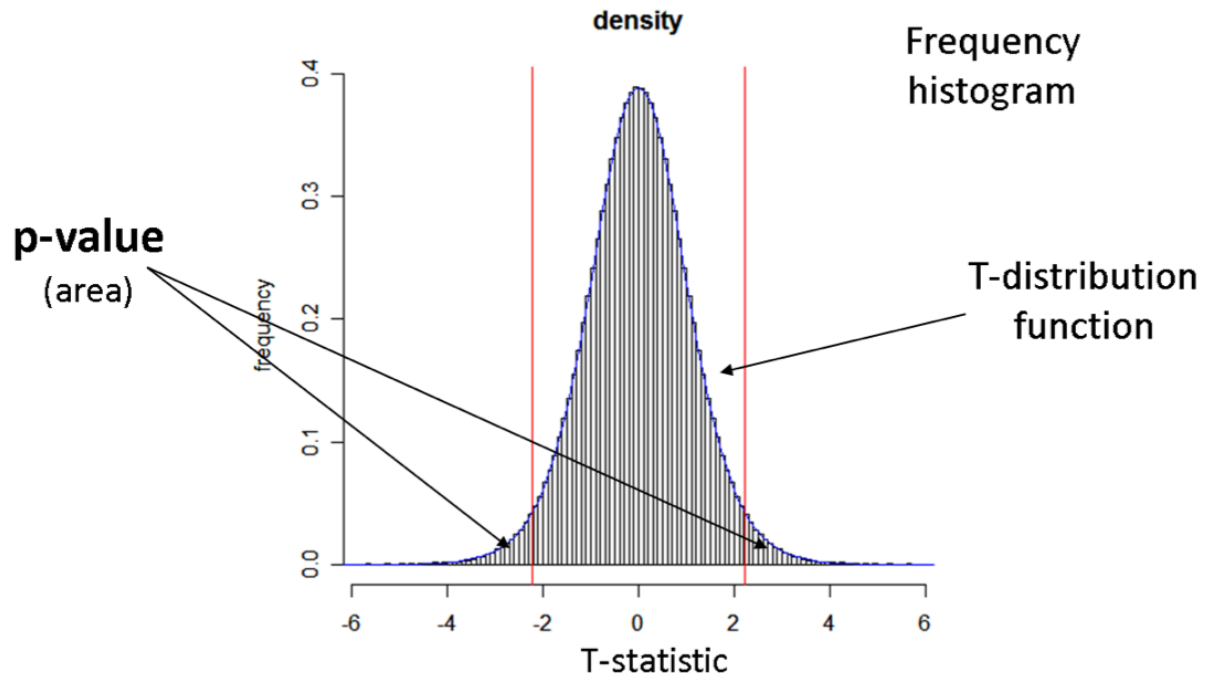 density
Frequency
histogram
p-value
(area)
T-distribution
function
frequency
0.0
0.1
0.2
0.3
0.4
-6
-4
-2
0
2
4
6
T-statistic